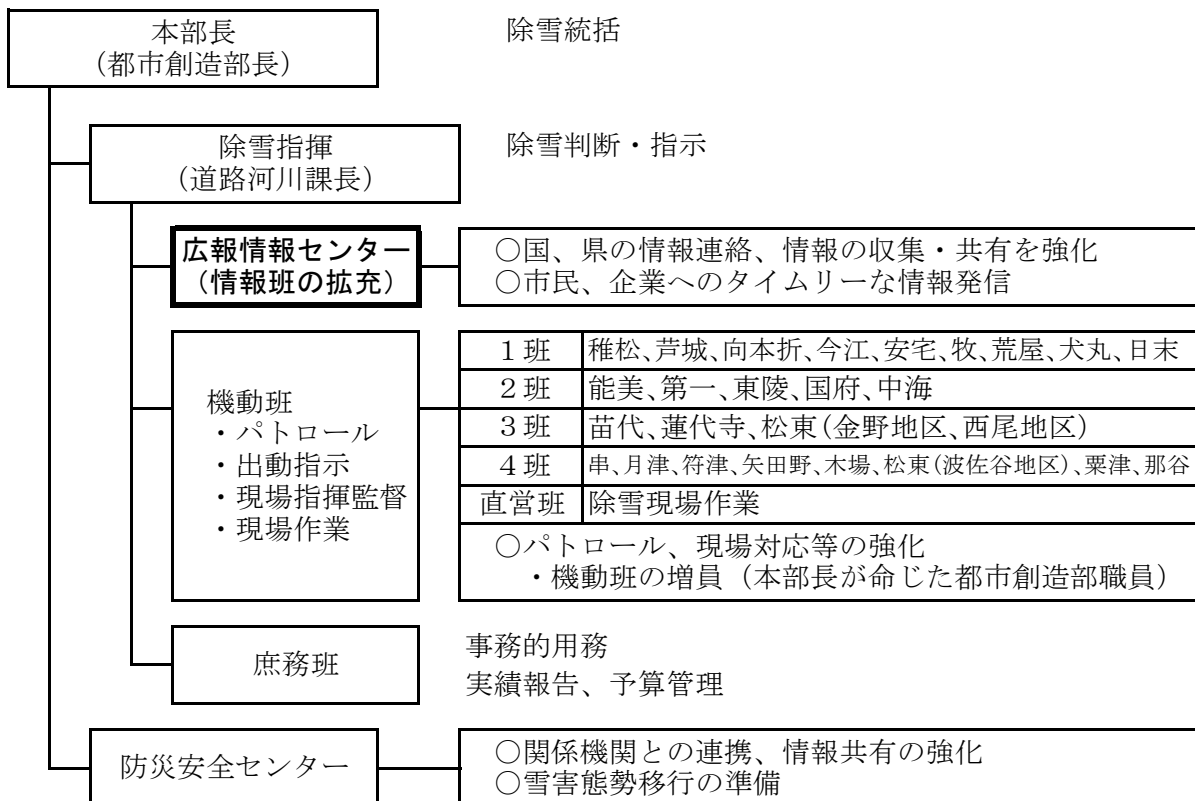 本部長
(都市創造部長)
除雪統括
除雪指揮
(道路河川課長)
除雪判断・指示
広報情報センター
(情報班の拡充)
○国、県の情報連絡、情報の収集・共有を強化
○市民、企業へのタイムリーな情報発信
機動班
・パトロール
・出動指示
・現場指揮監督
・現場作業
1班 稚松、芦城、向本折、今江、安宅、牧、荒屋、犬丸、日末
2班 能美、第一、東陵、国府、中海
3班 苗代、蓮代寺、松東(金野地区、西尾地区)
4班 串、月津、符津、矢田野、木場、松東(波佐谷地区)、粟津、那谷
直営班 除雪現場作業
○パトロール、現場対応等の強化
・機動班の増員(本部長が命じた都市創造部職員)
庶務班
事務的用務
実績報告、予算管理
防災安全センター
○関係機関との連携、情報共有の強化
○雪害態勢移行の準備